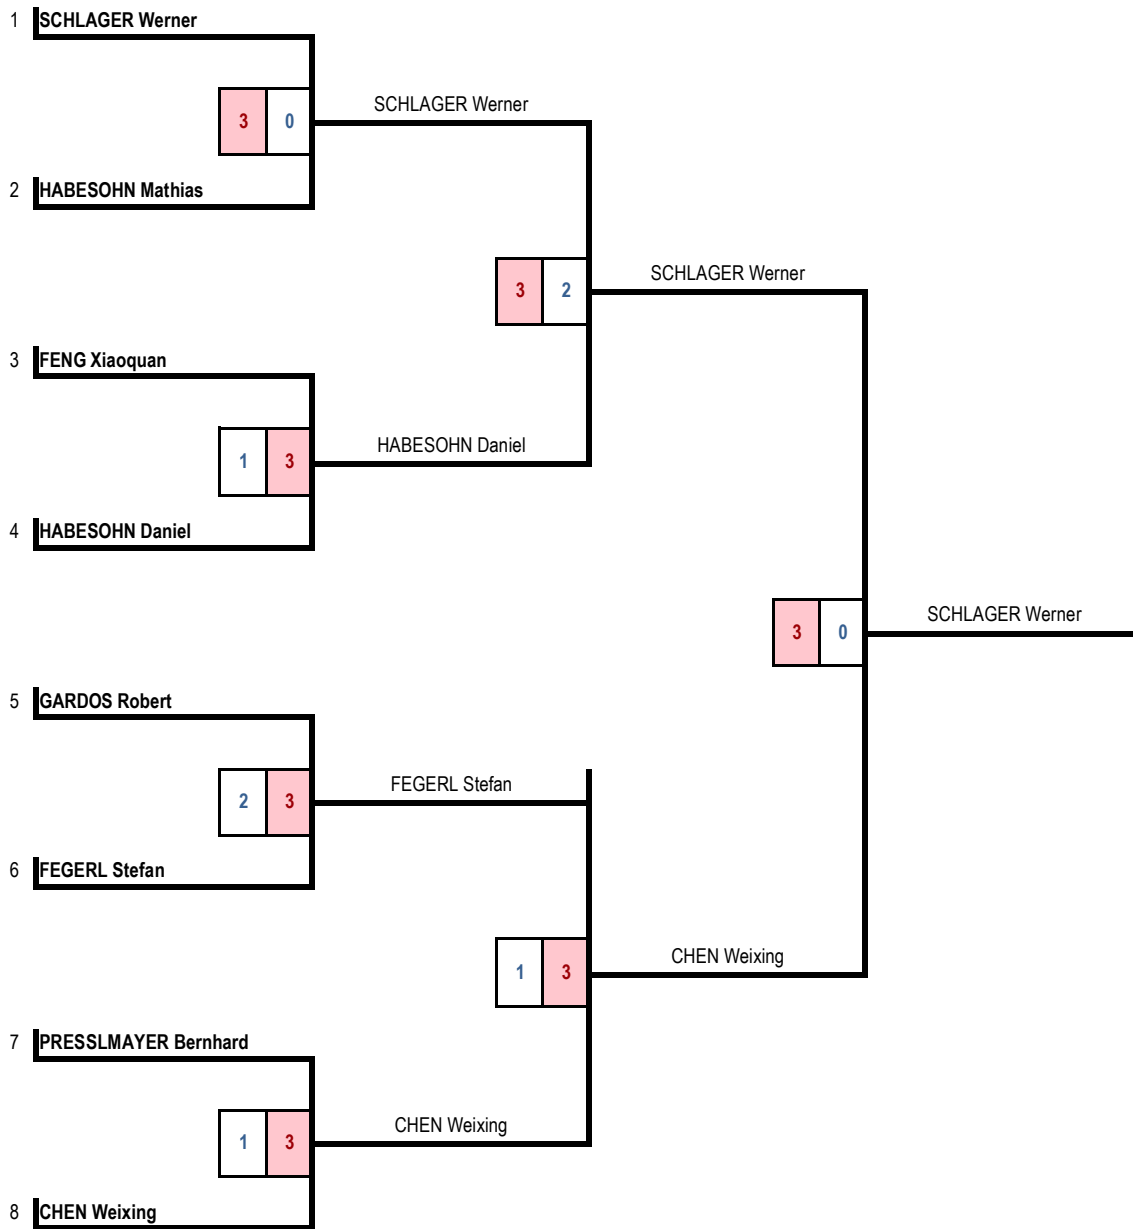 1 SCHLAGER Werner
SCHLAGER Werner
3 0
2 HABESOHN Mathias
SCHLAGER Werner
3 2
3 FENG Xiaoquan
HABESOHN Daniel
1 3
4 HABESOHN Daniel
SCHLAGER Werner
3 0
5 GARDOS Robert
FEGERL Stefan
2 3
6 FEGERL Stefan
CHEN Weixing
1 3
7 PRESSLMAYER Bernhard
CHEN Weixing
1 3
8 CHEN Weixing